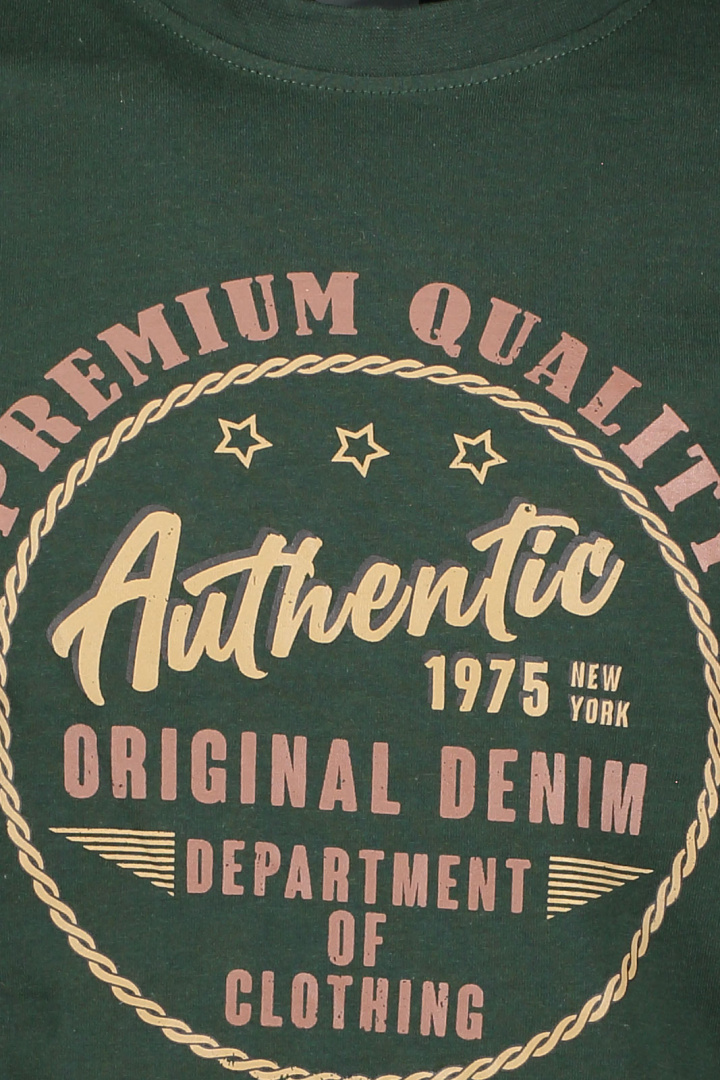 PREMIUM QUALITY
Authentic
1975 NEW YORK
ORIGINAL DENIM
DEPARTMENT
OF
CLOTHING